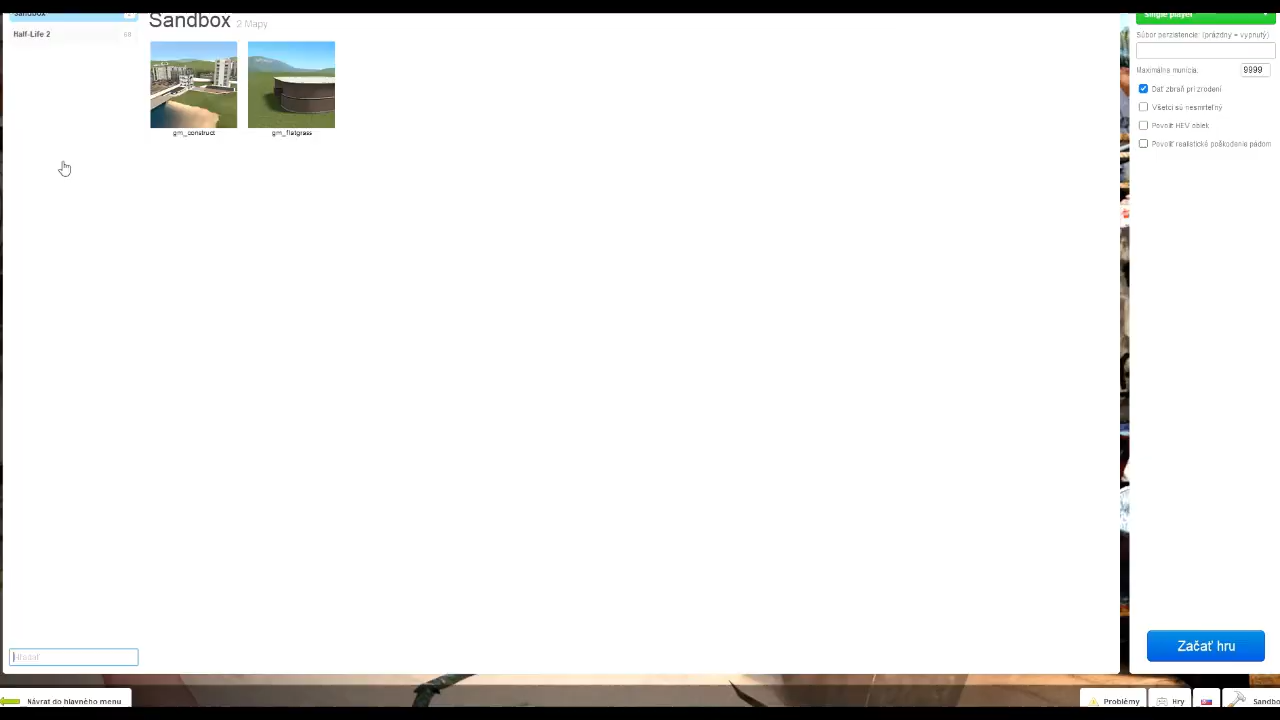 Sandbox 2
Half-Life 2 68
Sandbox 2 Mapy
gm_construct
gm_flatgrass
Hľadať
Návrat do hlavného menu
Single player
Súbor perzistencie: (prázdny = vypnutý)
Maximálna munícia: 9999
Dať zbraň pri zrodení
Všetci sú nesmrteľný
Povoliť HEV oblek
Povoliť realistické poškodenie pádom
Začať hru
Problémy
Hry
Sandbo